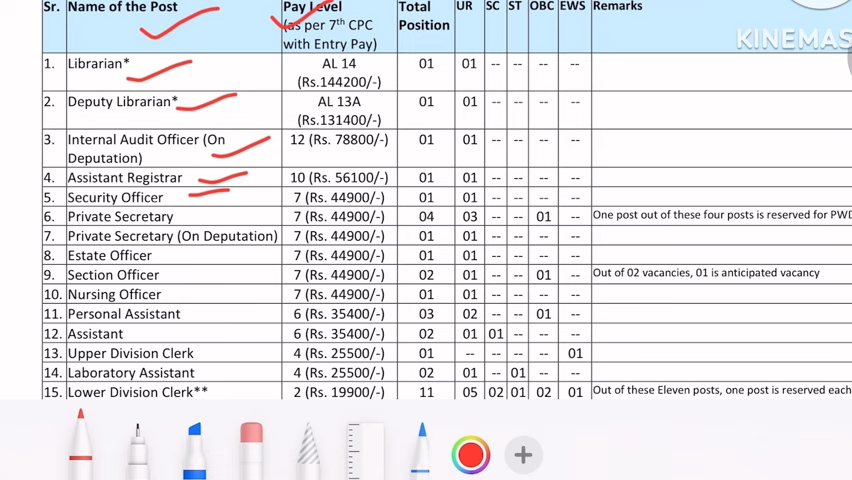 Sr. Name of the Post Pay Level Total UR SC ST OBC EWS Remarks
(as per 7th CPC Position
with Entry Pay)
KINEMAS
1. Librarian* AL 14 01 01 -- -- -- --
(Rs.144200/-)
2. Deputy Librarian* AL 13A 01 01 -- -- -- --
(Rs.131400/-)
3. Internal Audit Officer (On 12 (Rs. 78800/-) 01 01 -- -- -- --
Deputation)
4. Assistant Registrar 10 (Rs. 56100/-) 01 01 -- -- -- --
5. Security Officer 7 (Rs. 44900/-) 01 01 -- -- -- --
6. Private Secretary 7 (Rs. 44900/-) 04 03 -- -- 01 -- One post out of these four posts is reserved for PWD
7. Private Secretary (On Deputation) 7 (Rs. 44900/-) 01 01 -- -- -- --
8. Estate Officer 7 (Rs. 44900/-) 01 01 -- -- -- --
9. Section Officer 7 (Rs. 44900/-) 02 01 -- -- 01 -- Out of 02 vacancies, 01 is anticipated vacancy
10. Nursing Officer 7 (Rs. 44900/-) 01 01 -- -- -- --
11. Personal Assistant 6 (Rs. 35400/-) 03 02 -- -- 01 --
12. Assistant 6 (Rs. 35400/-) 02 01 01 -- -- --
13. Upper Division Clerk 4 (Rs. 25500/-) 01 -- -- -- -- 01
14. Laboratory Assistant 4 (Rs. 25500/-) 02 01 -- 01 -- --
15. Lower Division Clerk** 2 (Rs. 19900/-) 11 05 02 01 02 01 Out of these Eleven posts, one post is reserved each